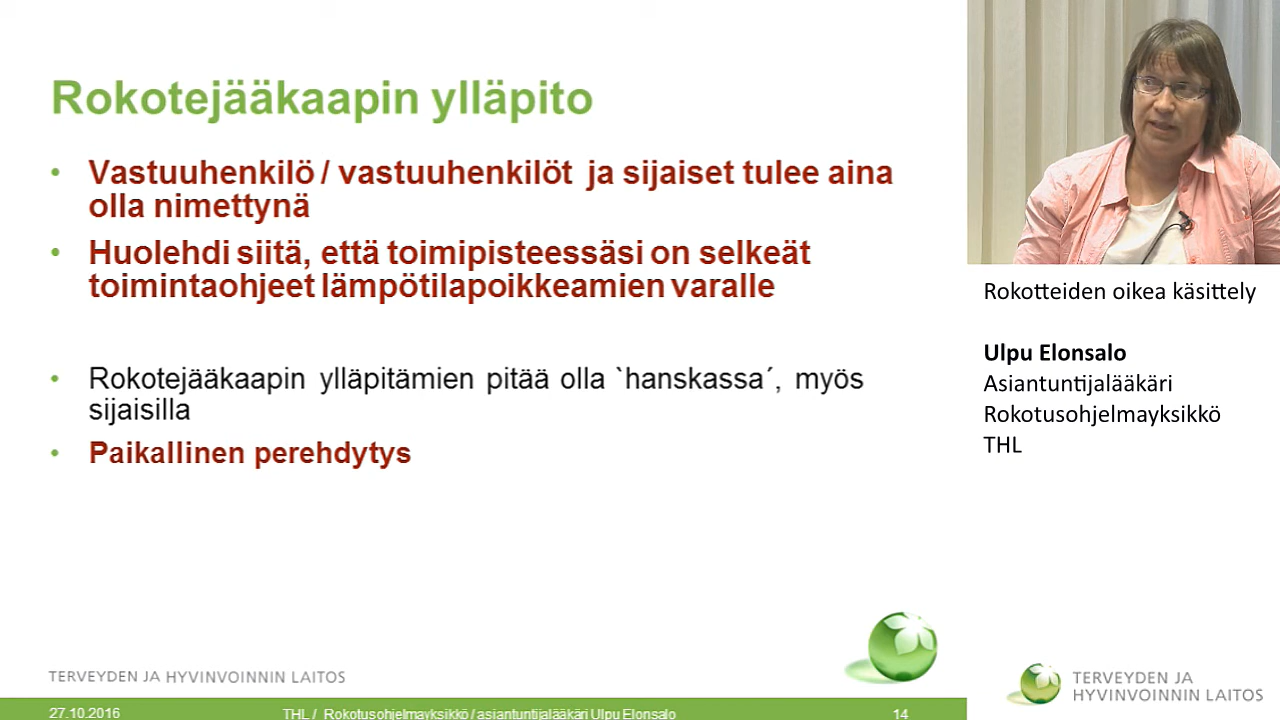 Rokotejääkaapin ylläpito
• Vastuuhenkilö / vastuuhenkilöt ja sijaiset tulee aina
olla nimettynä
• Huolehdi siitä, että toimipisteessäsi on selkeät
toimintaohjeet lämpötilapoikkeamien varalle
• Rokotejääkaapin ylläpitämien pitää olla `hanskassa´, myös
sijaisilla
• Paikallinen perehdytys
TERVEYDEN JA HYVINVOINNIN LAITOS
27.10.2016 THL / Rokotusohjelmayksikkö / asiantuntijalääkäri Ulpu Elonsalo 14
Rokotteiden oikea käsittely
Ulpu Elonsalo
Asiantuntijalääkäri
Rokotusohjelmayksikkö
THL
TERVEYDEN JA
HYVINVOINNIN LAITOS